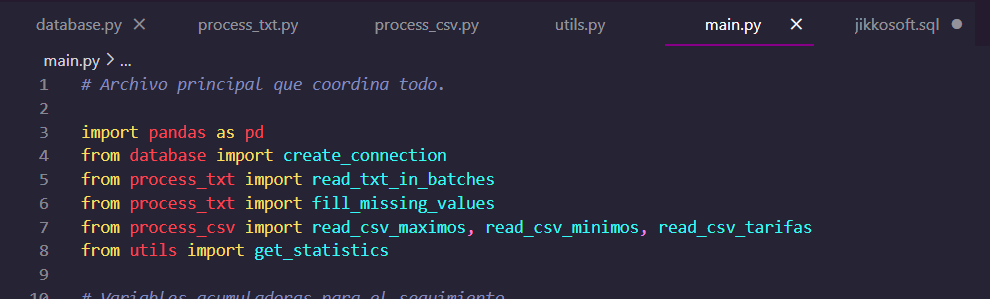 database.py × process_txt.py process_csv.py utils.py main.py × jikkosoft.sql
main.py > ...
1 # Archivo principal que coordina todo.
2
3 import pandas as pd
4 from database import create_connection
5 from process_txt import read_txt_in_batches
6 from process_txt import fill_missing_values
7 from process_csv import read_csv_maximos, read_csv_minimos, read_csv_tarifas
8 from utils import get_statistics
9
10 # Variables acumuladoras para el seguimiento